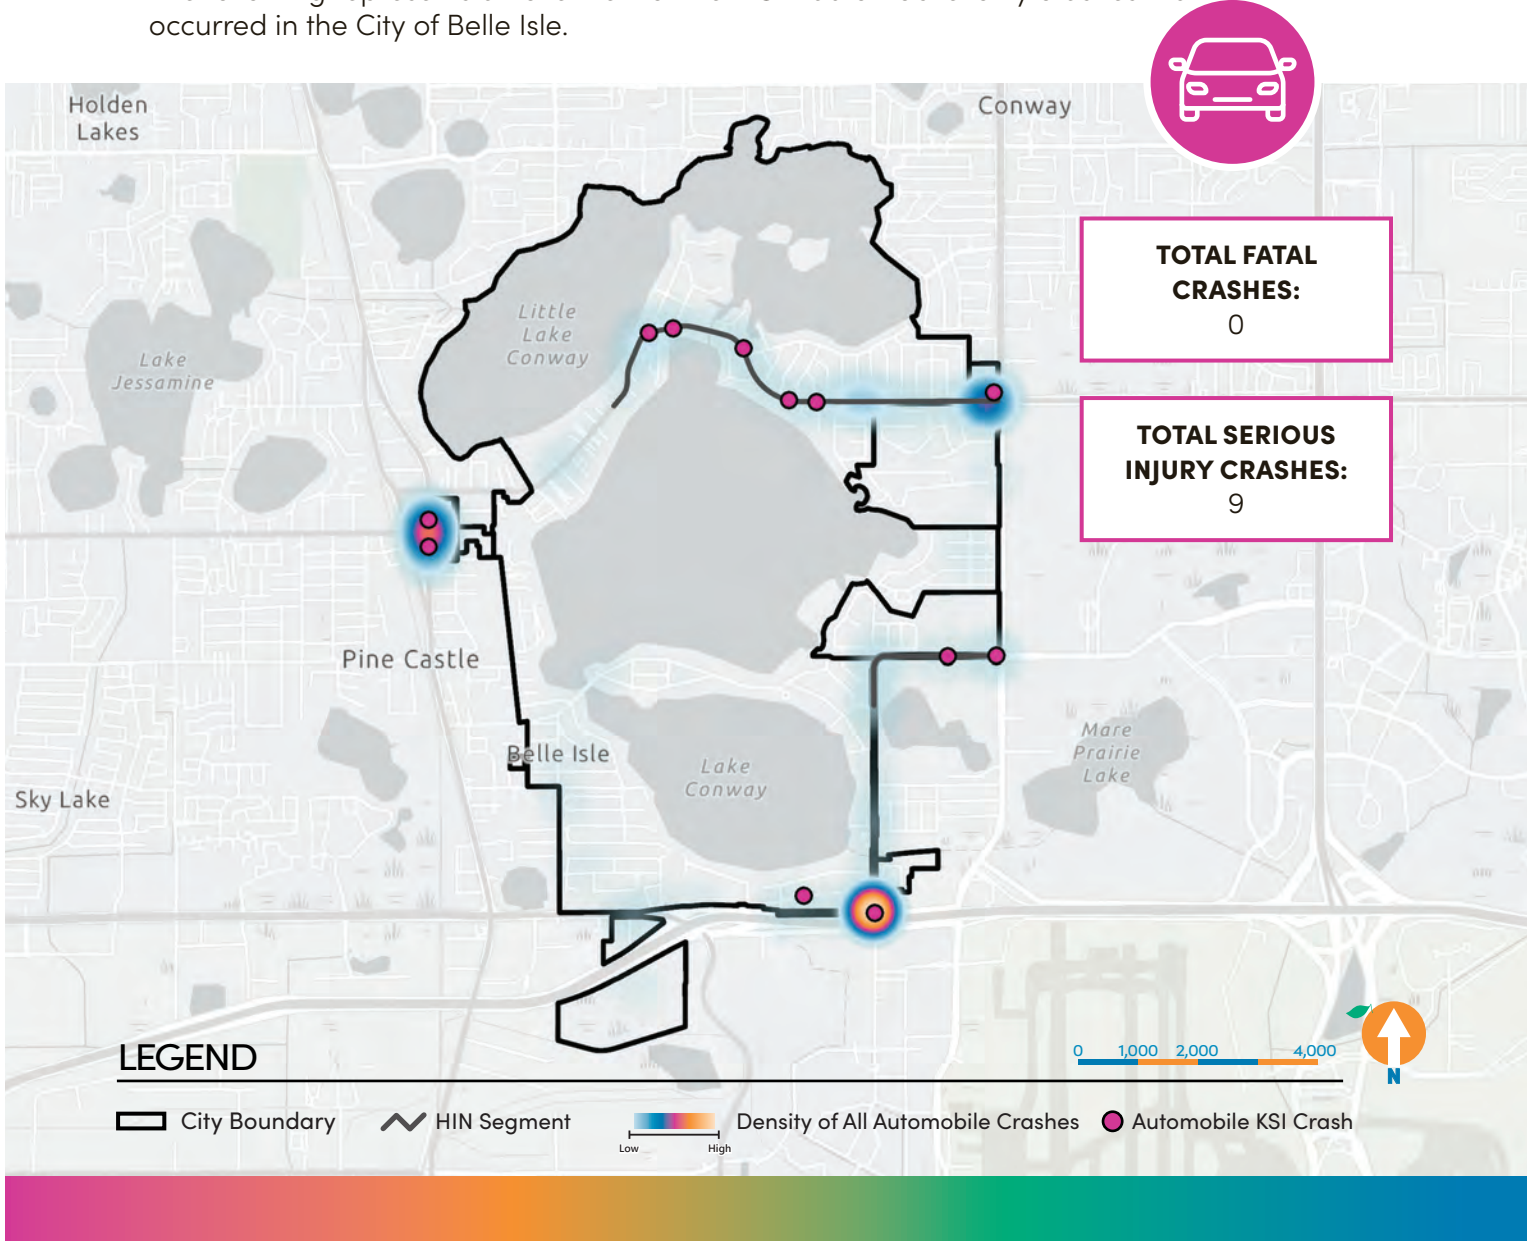 occurred in the City of Belle Isle.
Holden
Lakes
Conway
TOTAL FATAL
CRASHES:
0
Little
Lake
Conway
Lake
Jessamine
TOTAL SERIOUS
INJURY CRASHES:
9
Pine Castle
Belle Isle
Lake
Conway
Mare
Prairie
Lake
Sky Lake
LEGEND
0 1,000 2,000 4,000
N
City Boundary
HIN Segment
Low High
Density of All Automobile Crashes
Automobile KSI Crash